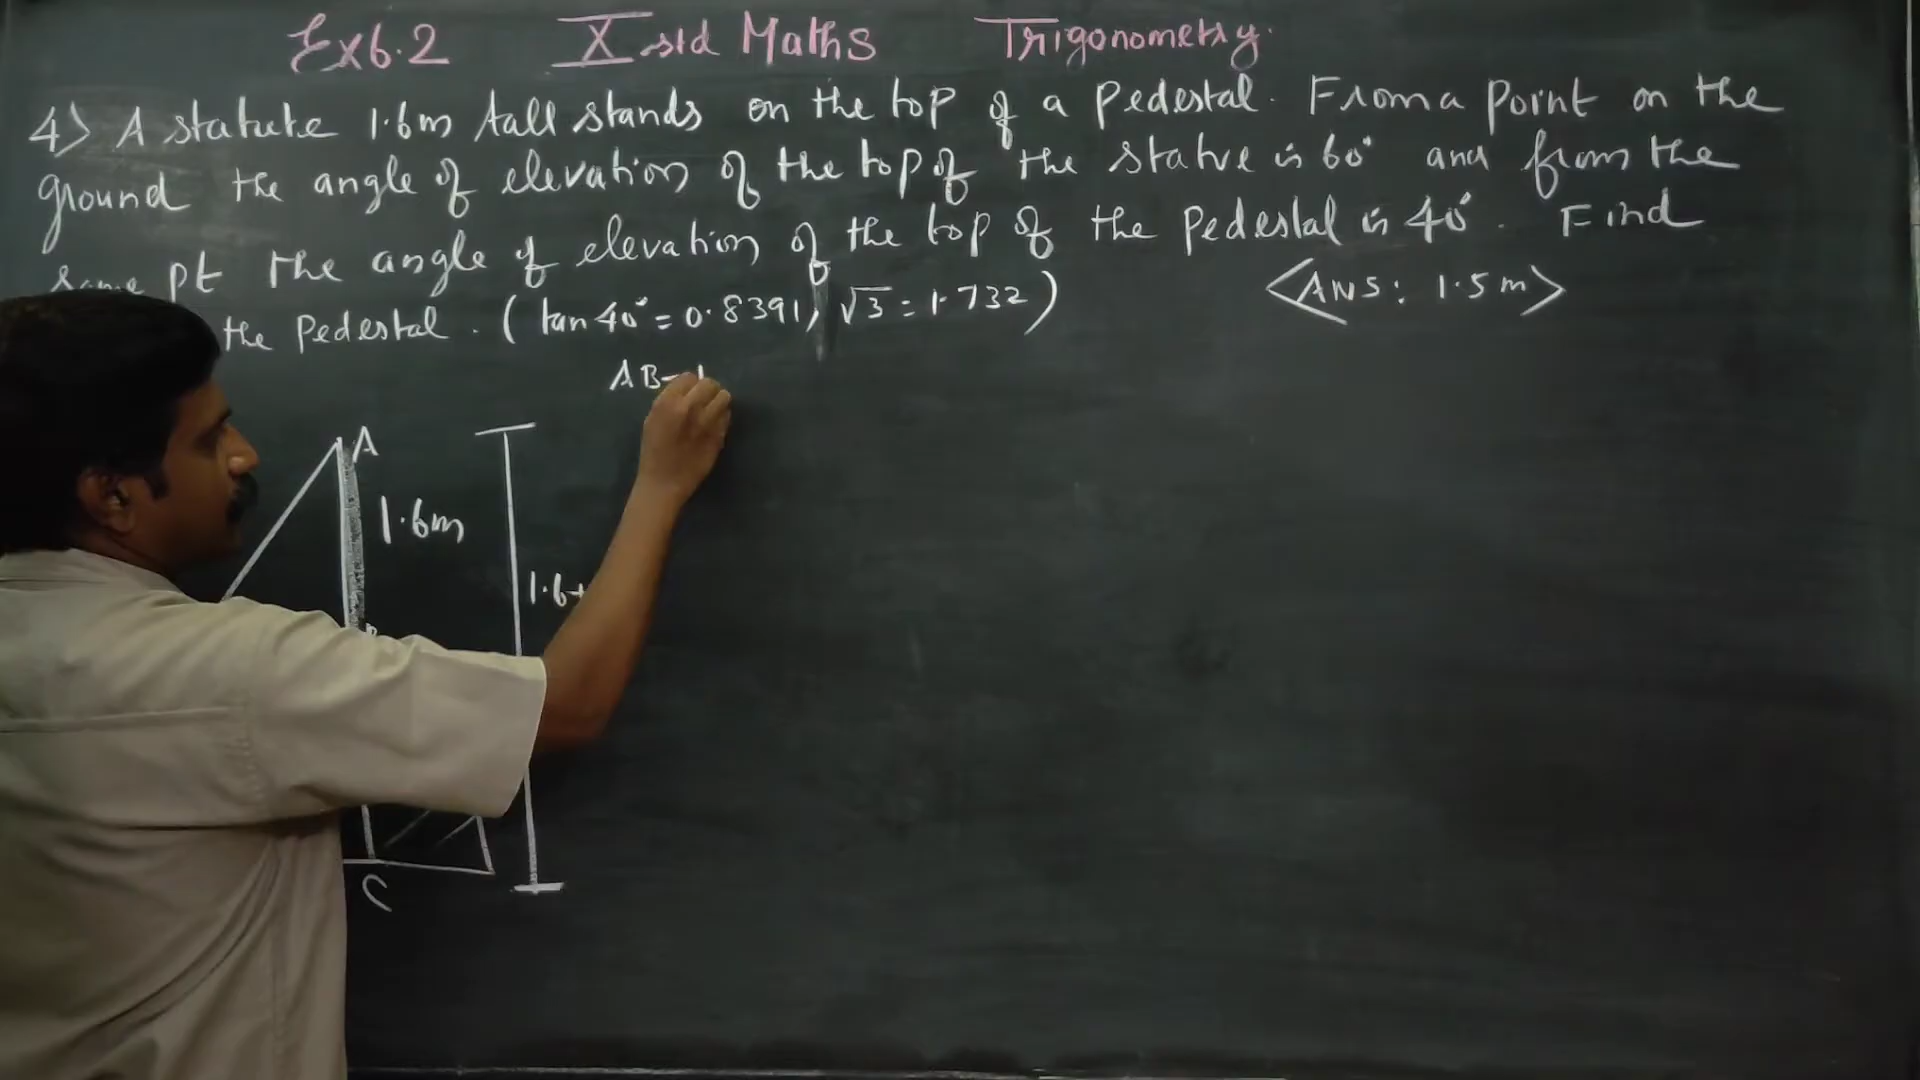 Ex6.2 X std Maths Trigonometry.
4) A statute 1.6m tall stands on the top of a Pedestal. From a point on the
ground the angle of elevation of the top of the statue is 60° and from the
same pt the angle of elevation of the top of the Pedestal is 40°. Find
the Pedestal. (tan 40° = 0.8391, √3 = 1.732) <ANS: 1.5m>
AB
A
1.6m
1.6+
C